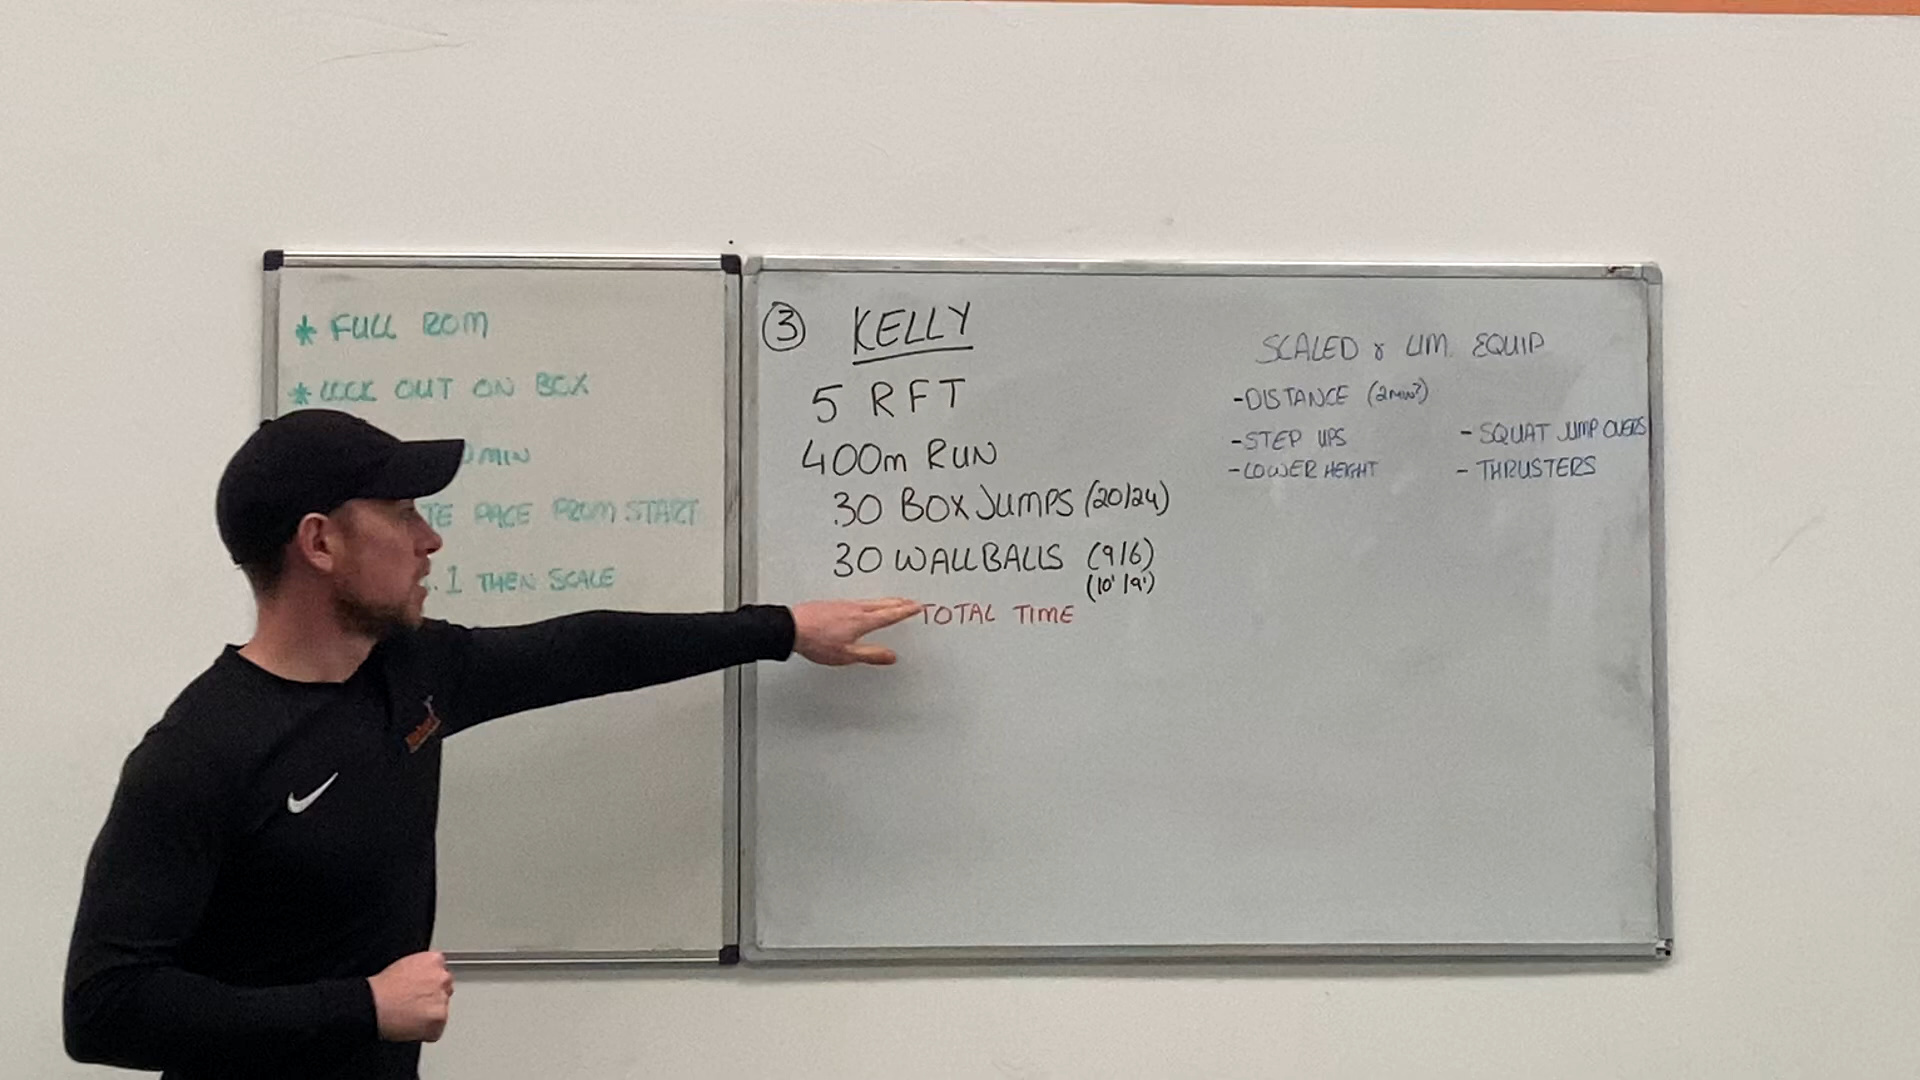 * FULL ROM
* LOCK OUT ON BOX
MIN
PACE FROM START
1 THEN SCALE
③ KELLY
5 RFT
400m RUN
30 BOX JUMPS (20/24)
30 WALLBALLS (9/6)
(10' /9')
TOTAL TIME
SCALED & LIM. EQUIP
-DISTANCE (2MIN?)
-STEP UPS
-LOWER HEIGHT
- SQUAT JUMP OVERS
- THRUSTERS